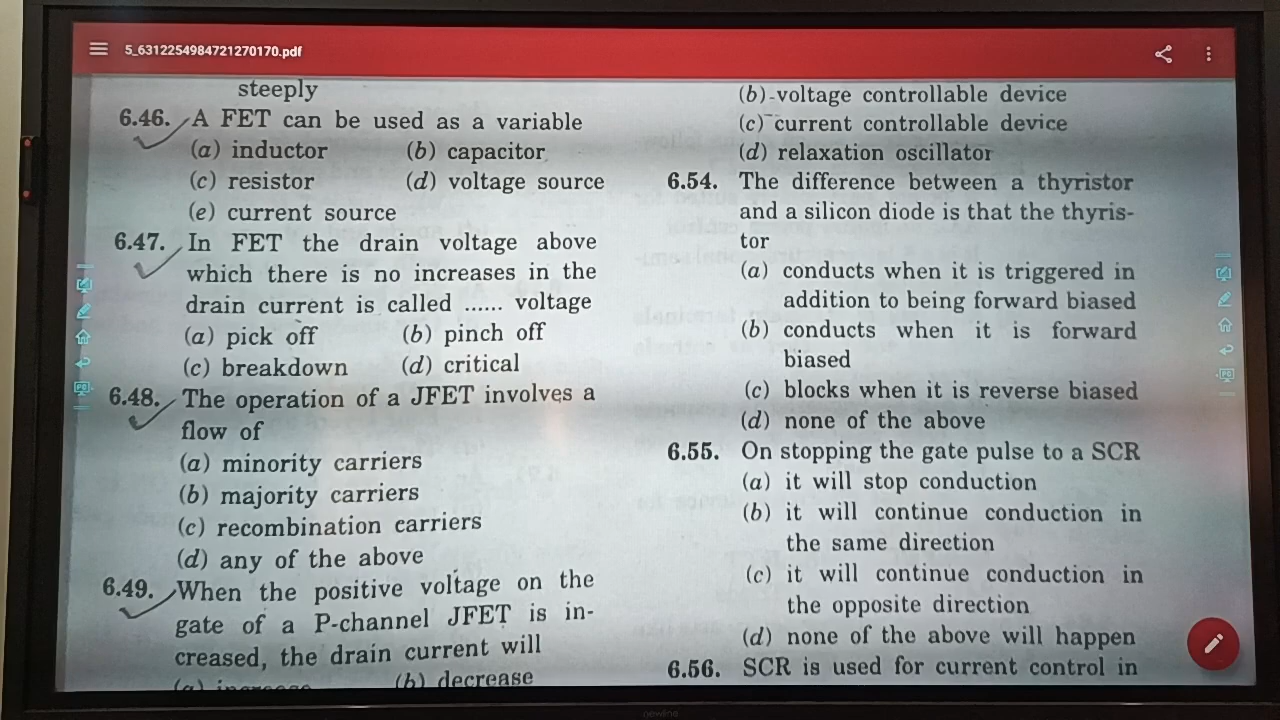 5_6312254984721270170.pdf
steeply
6.46. A FET can be used as a variable
(a) inductor (b) capacitor
(c) resistor (d) voltage source
(e) current source
6.47. In FET the drain voltage above
which there is no increases in the
drain current is called ...... voltage
(a) pick off (b) pinch off
(c) breakdown (d) critical
6.48. The operation of a JFET involves a
flow of
(a) minority carriers
(b) majority carriers
(c) recombination carriers
(d) any of the above
6.49. When the positive voltage on the
gate of a P-channel JFET is in-
creased, the drain current will
(a) increase (b) decrease
(b) voltage controllable device
(c) current controllable device
(d) relaxation oscillator
6.54. The difference between a thyristor
and a silicon diode is that the thyris-
tor
(a) conducts when it is triggered in
addition to being forward biased
(b) conducts when it is forward
biased
(c) blocks when it is reverse biased
(d) none of the above
6.55. On stopping the gate pulse to a SCR
(a) it will stop conduction
(b) it will continue conduction in
the same direction
(c) it will continue conduction in
the opposite direction
(d) none of the above will happen
6.56. SCR is used for current control in
newline